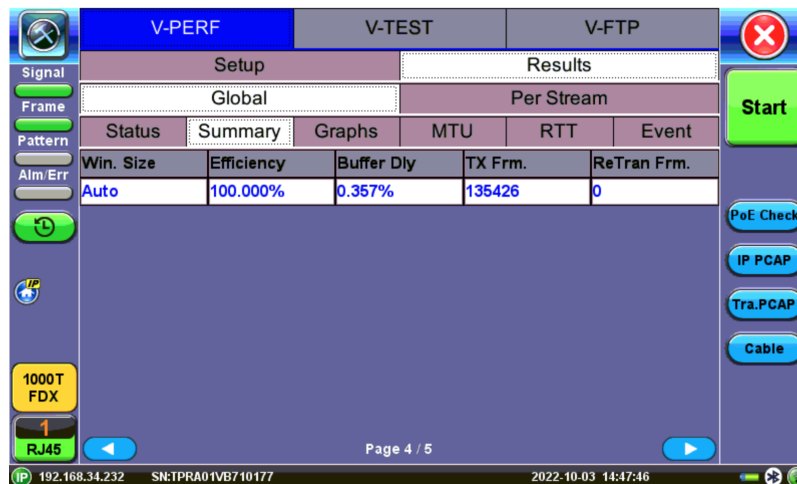 V-PERF V-TEST V-FTP
Setup Results
Global Per Stream
Status Summary Graphs MTU RTT Event
Win. Size Efficiency Buffer Dly TX Frm. ReTran Frm.
Auto 100.000% 0.357% 135426 0
Signal
Frame
Pattern
Alm/Err
IP
1000T
FDX
1
RJ45
Start
PoE Check
IP PCAP
Tra.PCAP
Cable
Page 4 / 5
IP 192.168.34.232 SN:TPRA01VB710177 2022-10-03 14:47:46